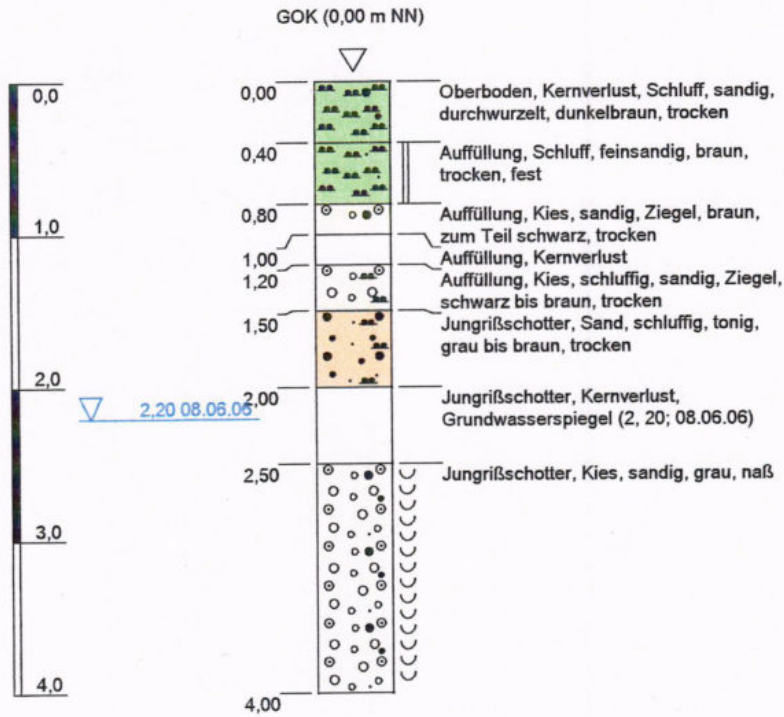 GOK (0,00 m NN)
0,0
0,00
Oberboden, Kernverlust, Schluff, sandig,
durchwurzelt, dunkelbraun, trocken
0,40
Auffüllung, Schluff, feinsandig, braun,
trocken, fest
0,80
Auffüllung, Kies, sandig, Ziegel, braun,
zum Teil schwarz, trocken
1,0
1,00
Auffüllung, Kernverlust
1,20
Auffüllung, Kies, schluffig, sandig, Ziegel,
schwarz bis braun, trocken
1,50
Jungrißschotter, Sand, schluffig, tonig,
grau bis braun, trocken
2,0
2,00
Jungrißschotter, Kernverlust,
Grundwasserspiegel (2, 20; 08.06.06)
2,20 08.06.06
2,50
Jungrißschotter, Kies, sandig, grau, naß
3,0
4,0
4,00